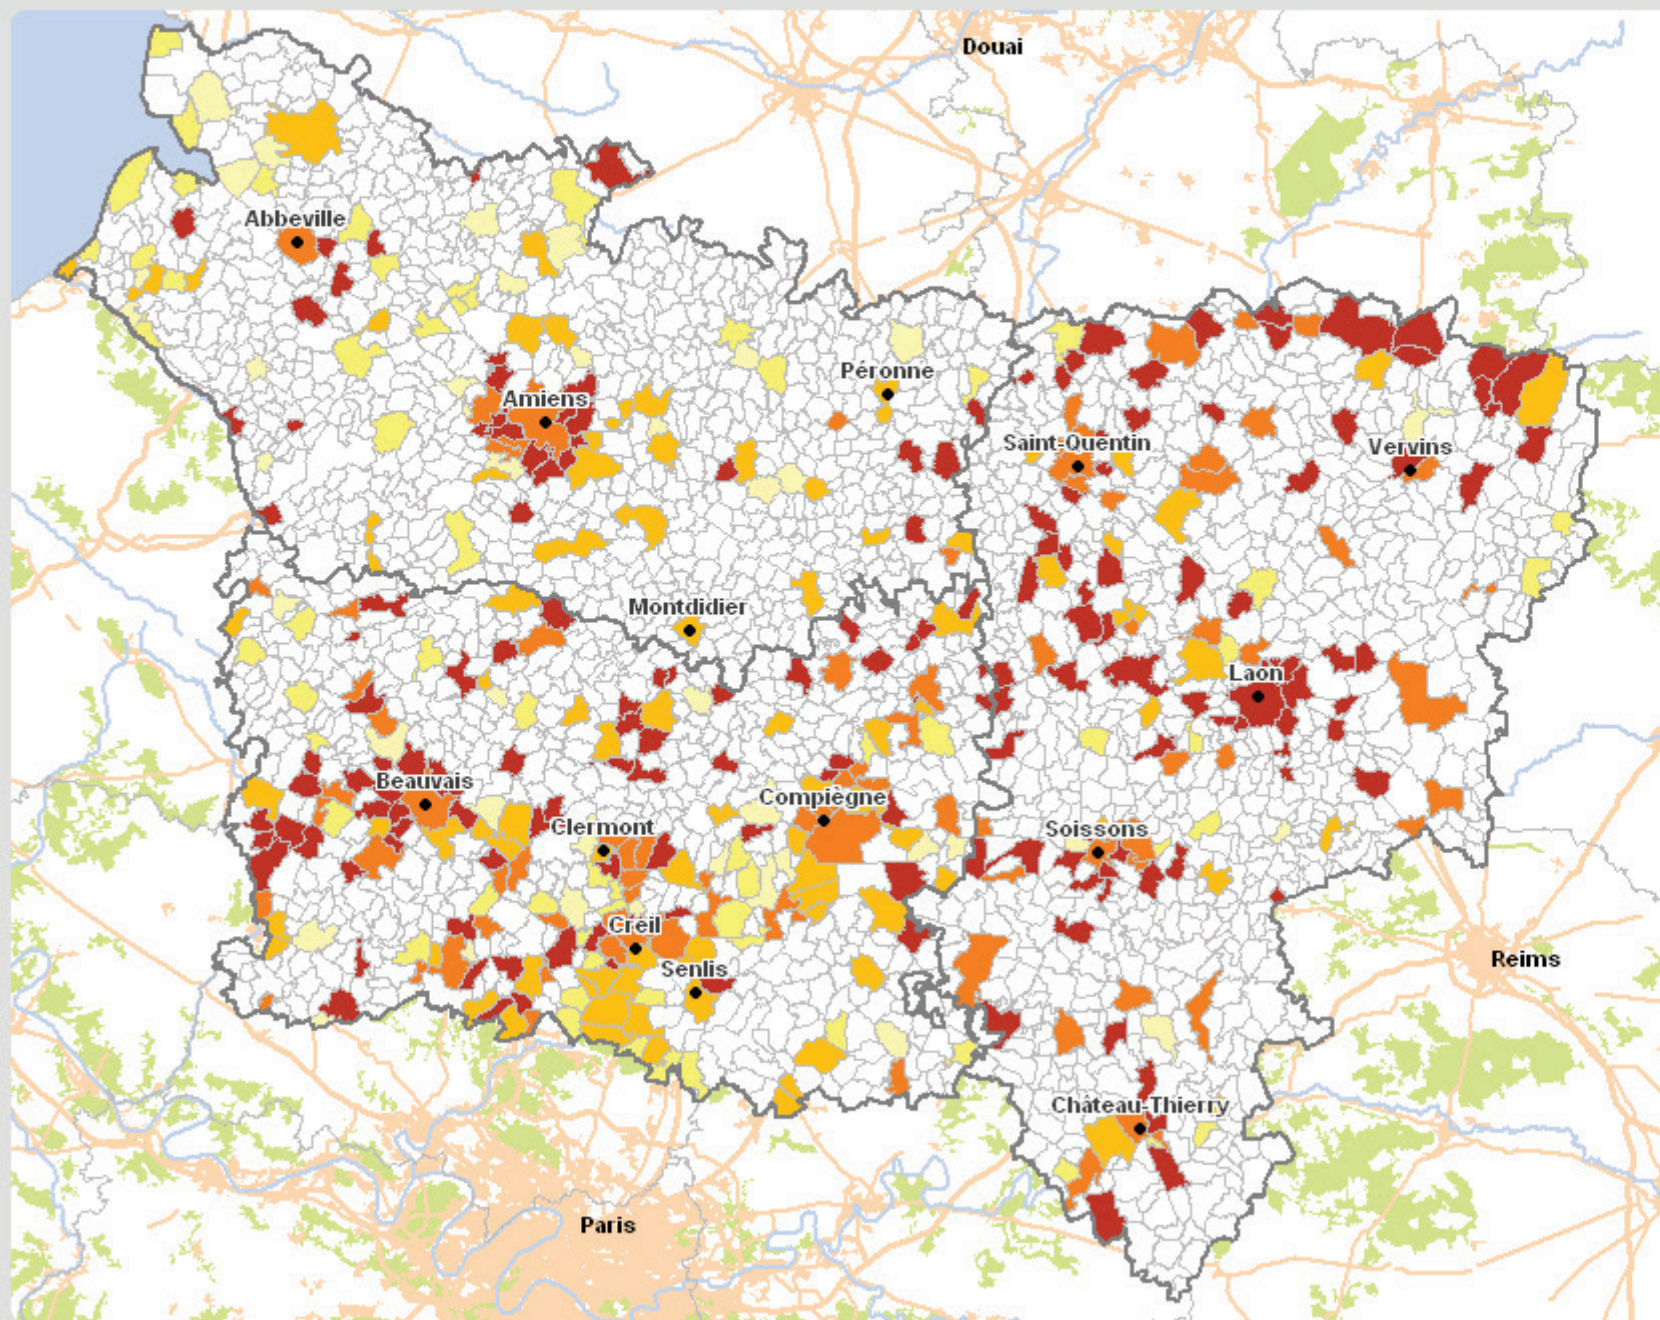 Douai
Abbeville
Péronne
Amiens
Saint-Quentin
Vervins
Montdidier
Laon
Beauvais
Compiègne
Clermont
Soissons
Creil
Reims
Senlis
Château-Thierry
Paris